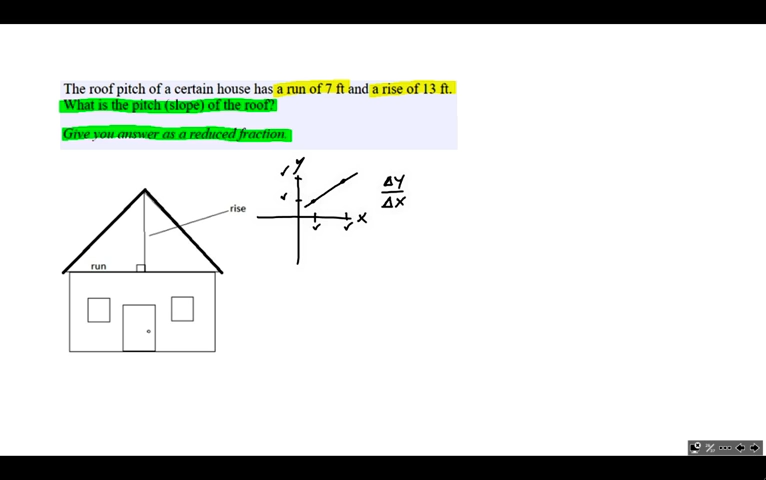 The roof pitch of a certain house has a run of 7 ft and a rise of 13 ft.
What is the pitch (slope) of the roof?
Give you answer as a reduced fraction.
Y
ΔY
ΔX
X
rise
run